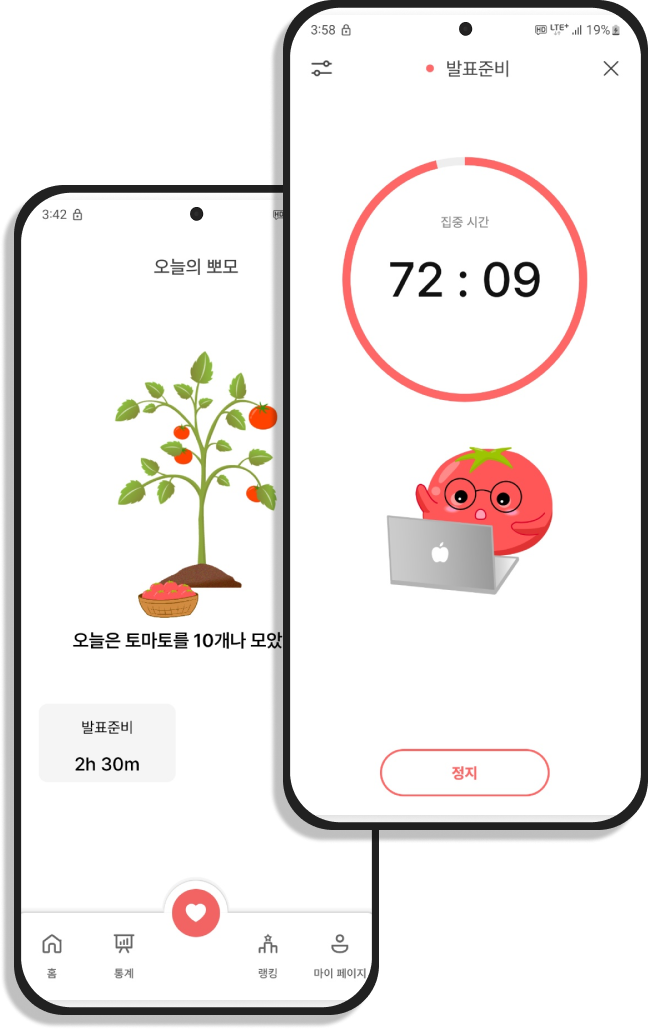 3:58
HD LTE+ 19%
발표준비
집중 시간
72 : 09
정지
3:42
HD
오늘의 뽀모
오늘은 토마토를 10개나 모았
발표준비
2h 30m
홈
통계
랭킹
마이 페이지